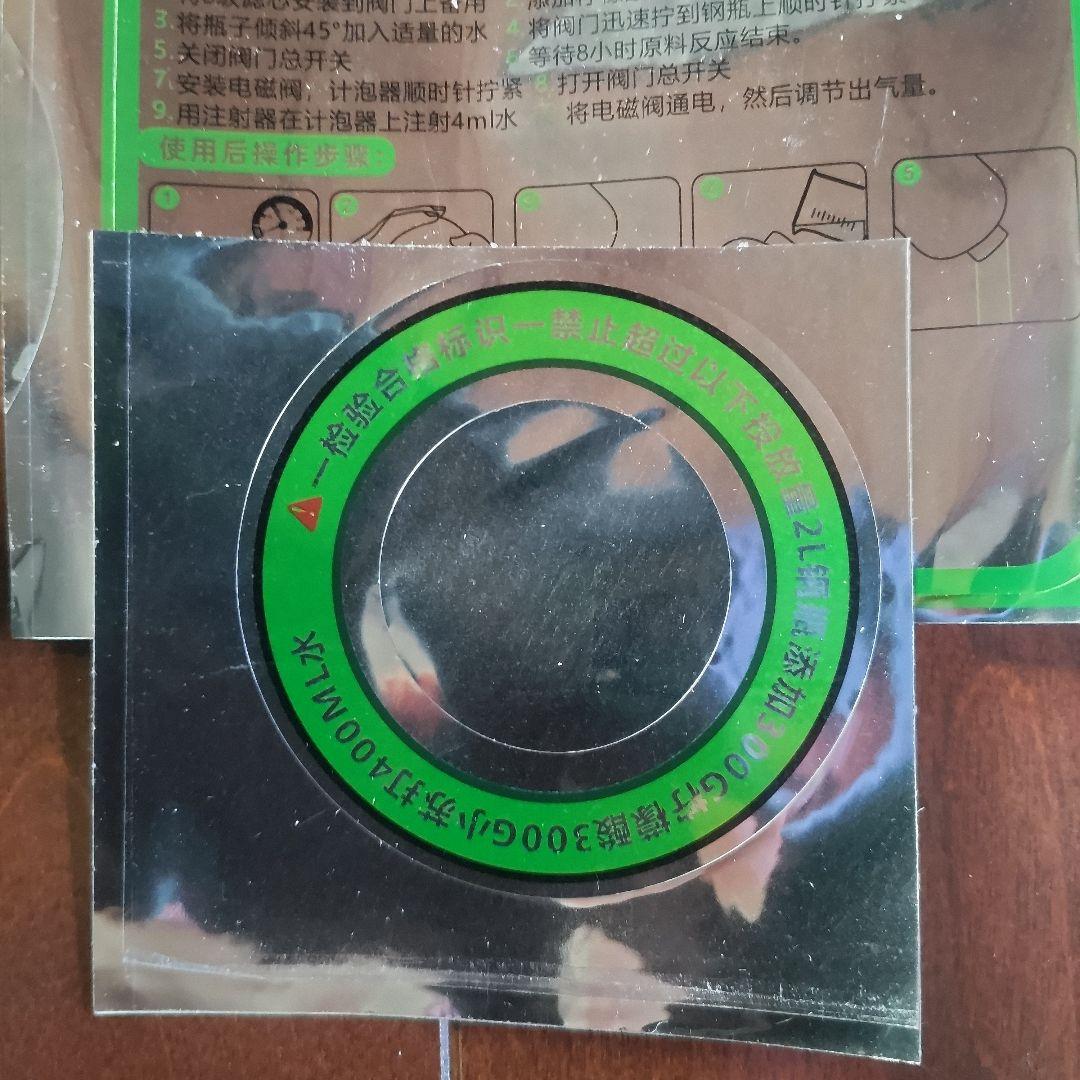 2.
3.将瓶子倾斜45°加入适量的水
4.将阀门迅速拧到钢瓶上顺时针拧紧
5.关闭阀门总开关
6 等待8小时原料反应结束。
7.安装电磁阀,计泡器顺时针拧紧
8 打开阀门总开关
9.用注射器在计泡器上注射4ml水
将电磁阀通电,然后调节出气量。
使用后操作步骤:
1
2
3
4
5
一检验合格标识一禁止超过以下投放量2L钢瓶添加300G柠檬酸300G小苏打400ML水